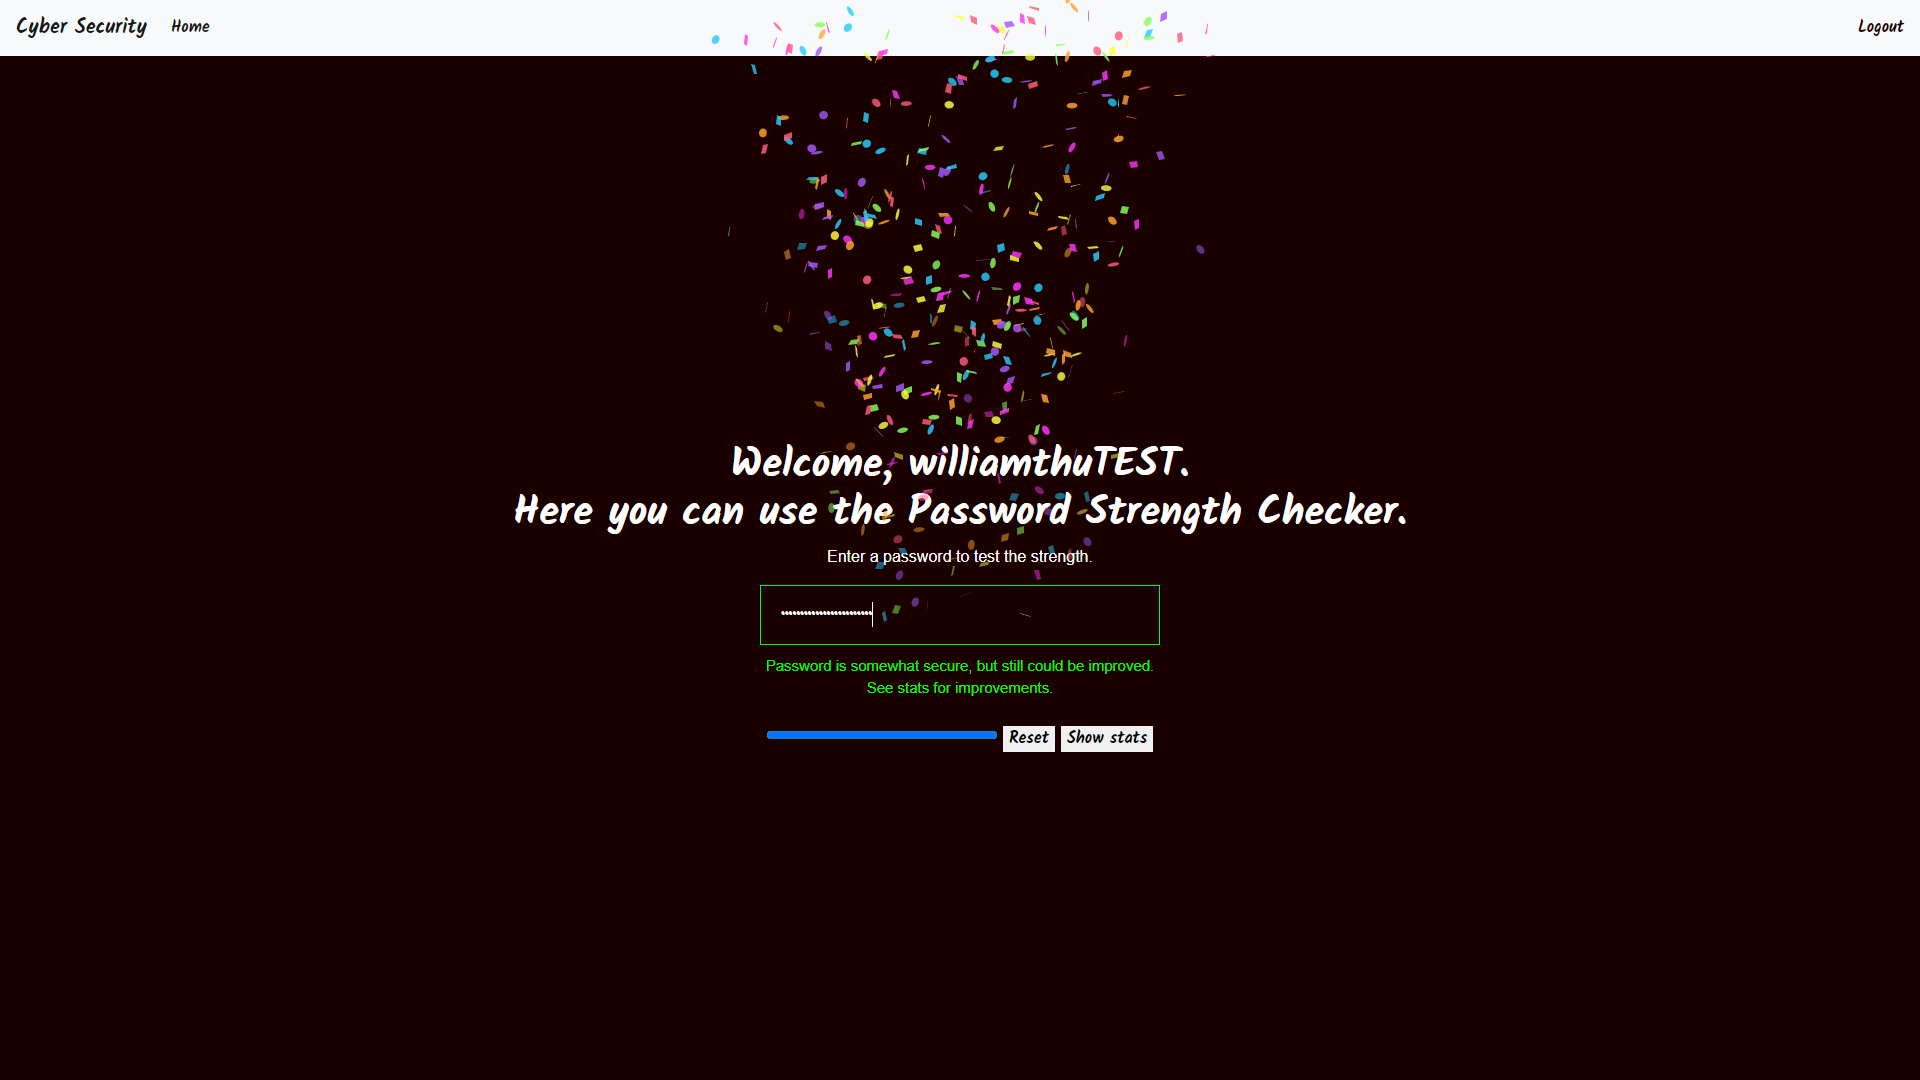 Cyber Security Home Logout
Welcome, williamthuTEST.
Here you can use the Password Strength Checker.
Enter a password to test the strength.
Password is somewhat secure, but still could be improved.
See stats for improvements.
Reset Show stats